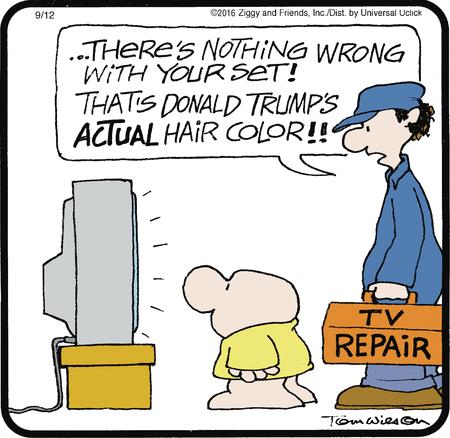 9/12 ©2016 Ziggy and Friends, Inc./Dist. by Universal Uclick
...THERE'S NOTHING WRONG
WITH YOUR SET!
THAT'S DONALD TRUMP'S
ACTUAL HAIR COLOR!!
TV
REPAIR
Tom Wilson